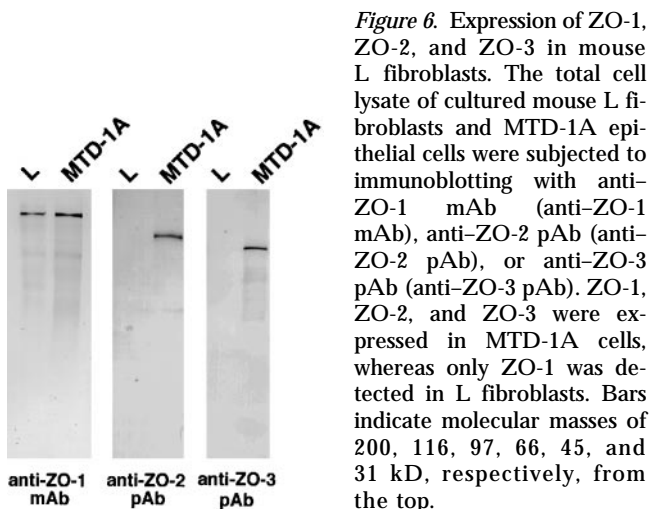 L MTD-1A L MTD-1A L MTD-1A
anti-ZO-1 mAb
anti-ZO-2 pAb
anti-ZO-3 pAb
Figure 6. Expression of ZO-1,
ZO-2, and ZO-3 in mouse
L fibroblasts. The total cell
lysate of cultured mouse L fi-
broblasts and MTD-1A epi-
thelial cells were subjected to
immunoblotting with anti–
ZO-1 mAb (anti–ZO-1
mAb), anti–ZO-2 pAb (anti–
ZO-2 pAb), or anti–ZO-3
pAb (anti–ZO-3 pAb). ZO-1,
ZO-2, and ZO-3 were ex-
pressed in MTD-1A cells,
whereas only ZO-1 was de-
tected in L fibroblasts. Bars
indicate molecular masses of
200, 116, 97, 66, 45, and
31 kD, respectively, from
the top.